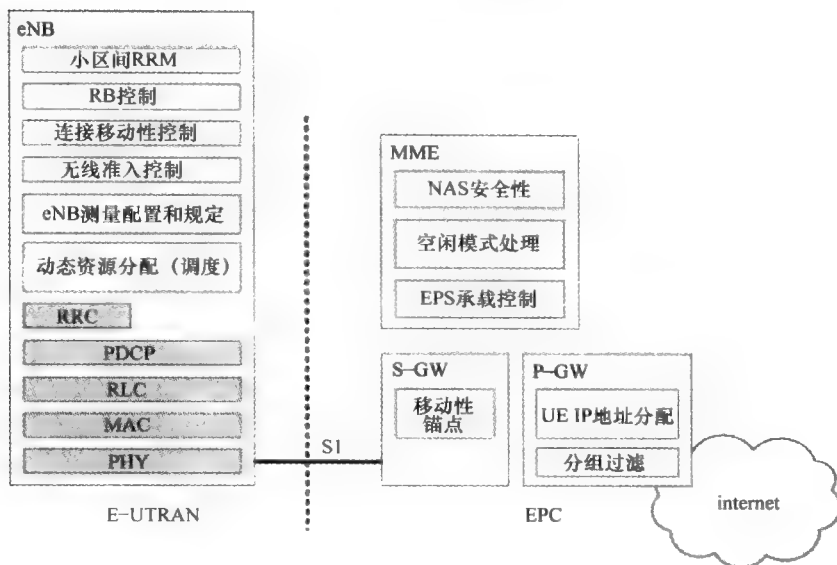 eNB
小区间RRM
RB控制
连接移动性控制
无线准入控制
eNB测量配置和规定
动态资源分配（调度）
RRC
PDCP
RLC
MAC
PHY
S1
E-UTRAN
MME
NAS安全性
空闲模式处理
EPS承载控制
S-GW
移动性
锚点
P-GW
UE IP地址分配
分组过滤
internet
EPC